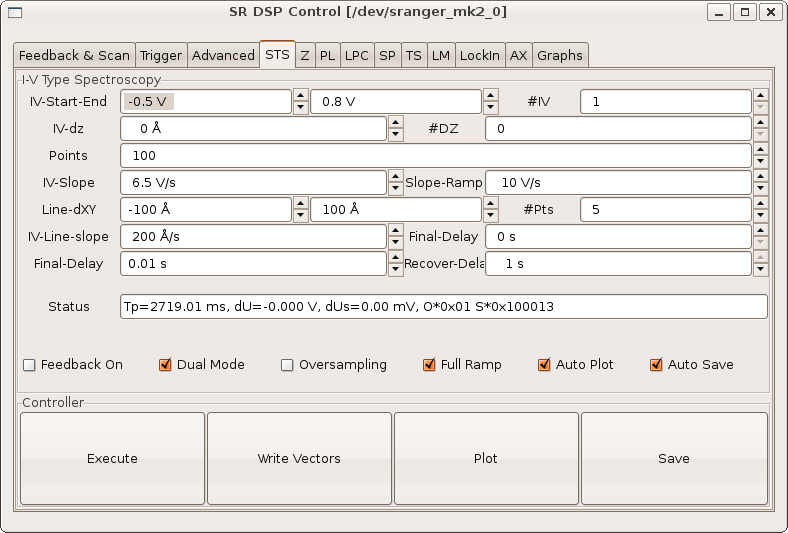 SR DSP Control [/dev/sranger_mk2_0]
Feedback & Scan Trigger Advanced STS Z PL LPC SP TS LM LockIn AX Graphs
I-V Type Spectroscopy
IV-Start-End -0.5 V 0.8 V #IV 1
IV-dz 0 Å #DZ 0
Points 100
IV-Slope 6.5 V/s Slope-Ramp 10 V/s
Line-dXY -100 Å 100 Å #Pts 5
IV-Line-slope 200 Å/s Final-Delay 0 s
Final-Delay 0.01 s Recover-Dela 1 s
Status Tp=2719.01 ms, dU=-0.000 V, dUs=0.00 mV, O*0x01 S*0x100013
Feedback On Dual Mode Oversampling Full Ramp Auto Plot Auto Save
Controller
Execute Write Vectors Plot Save